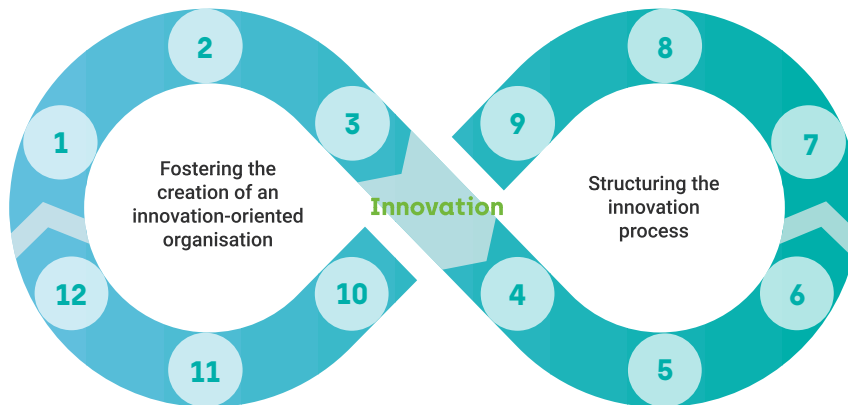 2
8
3
9
1
7
Fostering the
creation of an
innovation-oriented
organisation
Innovation
Structuring the
innovation
process
12
10
4
6
11
5